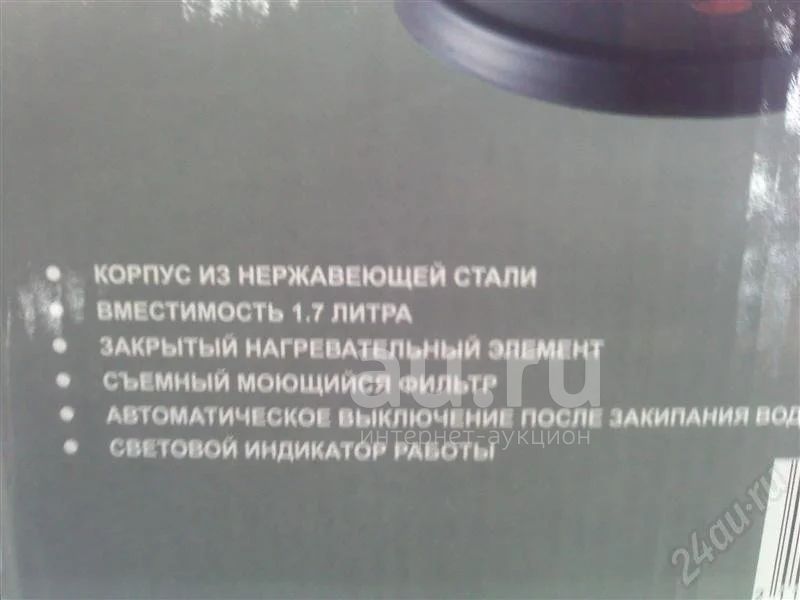 • КОРПУС ИЗ НЕРЖАВЕЮЩЕЙ СТАЛИ
• ВМЕСТИМОСТЬ 1.7 ЛИТРА
• ЗАКРЫТЫЙ НАГРЕВАТЕЛЬНЫЙ ЭЛЕМЕНТ
• СЪЕМНЫЙ МОЮЩИЙСЯ ФИЛЬТР
• АВТОМАТИЧЕСКОЕ ВЫКЛЮЧЕНИЕ ПОСЛЕ ЗАКИПАНИЯ ВОД
• СВЕТОВОЙ ИНДИКАТОР РАБОТЫ
au.ru
интернет-аукцион
24au.ru